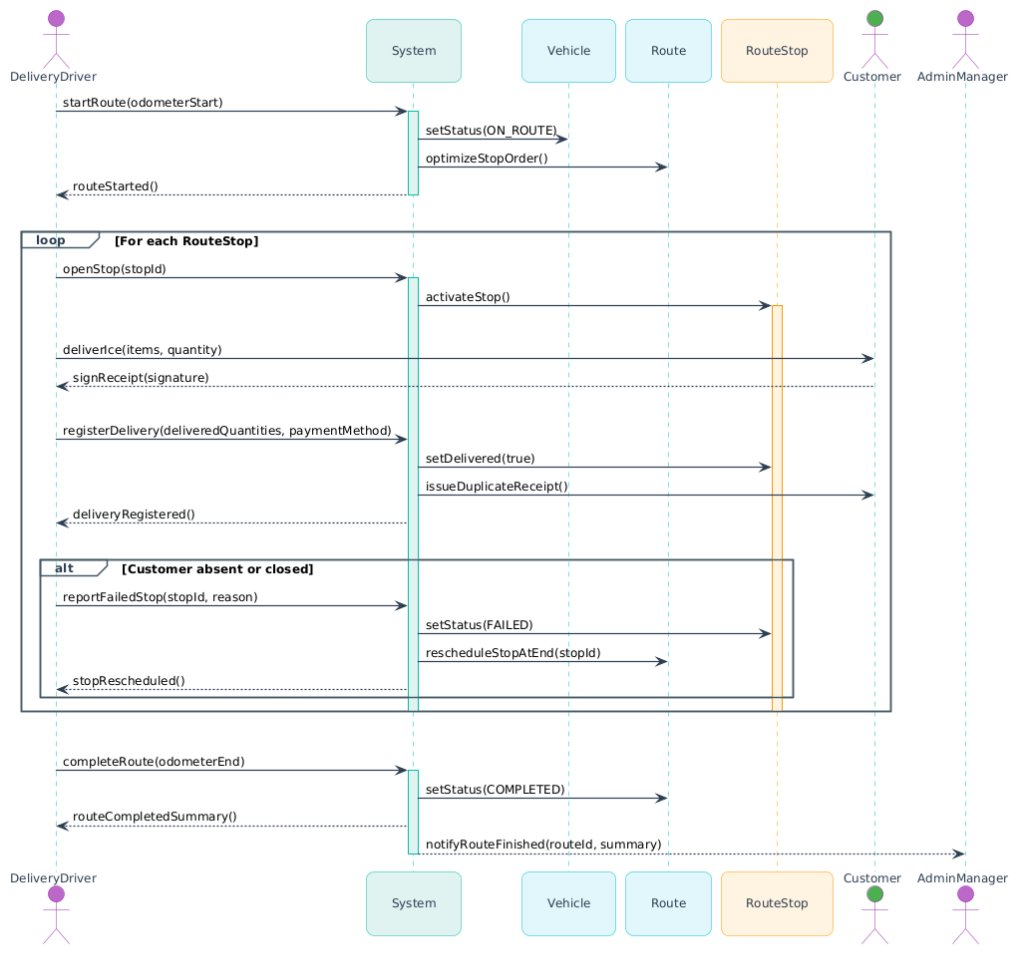 DeliveryDriver
System
Vehicle
Route
RouteStop
Customer
AdminManager
startRoute(odometerStart)
setStatus(ON_ROUTE)
optimizeStopOrder()
routeStarted()
loop [For each RouteStop]
openStop(stopId)
activateStop()
deliverIce(items, quantity)
signReceipt(signature)
registerDelivery(deliveredQuantities, paymentMethod)
setDelivered(true)
issueDuplicateReceipt()
deliveryRegistered()
alt [Customer absent or closed]
reportFailedStop(stopId, reason)
setStatus(FAILED)
rescheduleStopAtEnd(stopId)
stopRescheduled()
completeRoute(odometerEnd)
setStatus(COMPLETED)
routeCompletedSummary()
notifyRouteFinished(routeId, summary)
DeliveryDriver
System
Vehicle
Route
RouteStop
Customer
AdminManager